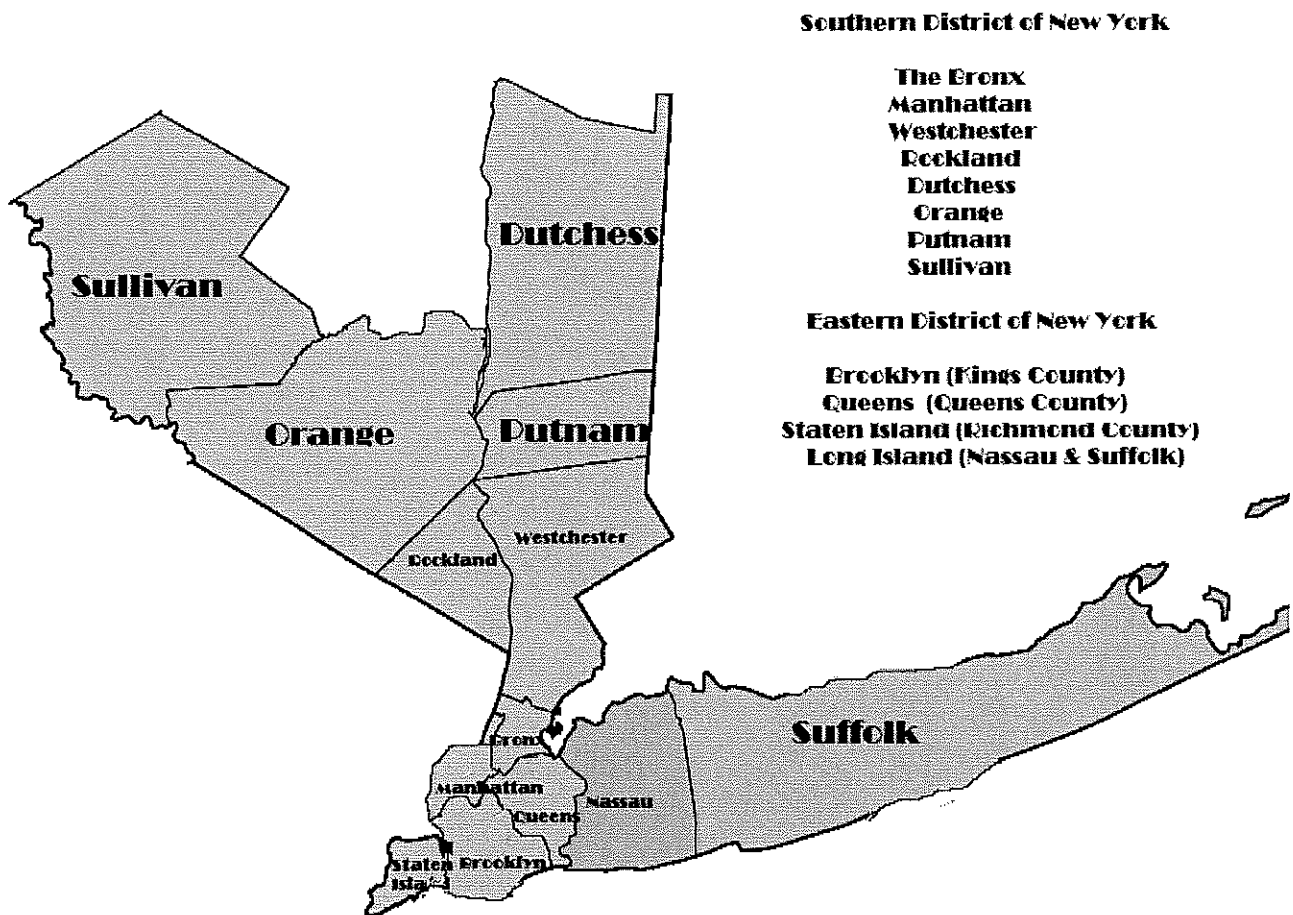 Southern District of New York
The Bronx
Manhattan
Westchester
Rockland
Dutchess
Orange
Putnam
Sullivan
Eastern District of New York
Brooklyn (Kings County)
Queens (Queens County)
Staten Island (Richmond County)
Long Island (Nassau & Suffolk)
Dutchess
Sullivan
Orange
Putnam
Westchester
Rockland
Suffolk
Bronx
Manhattan
Nassau
Queens
Staten
Isla
Brooklyn